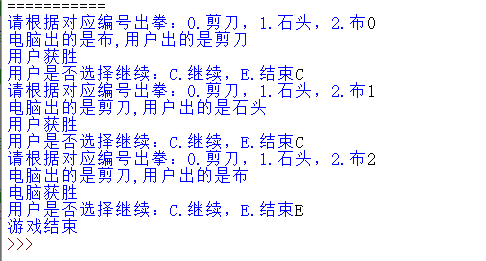 ===========
请根据对应编号出拳：0.剪刀，1.石头，2.布0
电脑出的是布,用户出的是剪刀
用户获胜
用户是否选择继续：C.继续，E.结束C
请根据对应编号出拳：0.剪刀，1.石头，2.布1
电脑出的是剪刀,用户出的是石头
用户获胜
用户是否选择继续：C.继续，E.结束C
请根据对应编号出拳：0.剪刀，1.石头，2.布2
电脑出的是剪刀,用户出的是布
电脑获胜
用户是否选择继续：C.继续，E.结束E
游戏结束
>>>